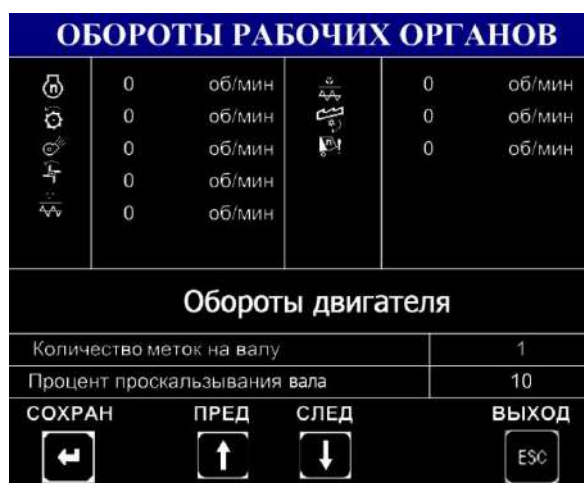 ОБОРОТЫ РАБОЧИХ ОРГАНОВ
n 0 об/мин 0 об/мин
0 об/мин 0 об/мин
0 об/мин n 0 об/мин
0 об/мин
0 об/мин
Обороты двигателя
Количество меток на валу 1
Процент проскальзывания вала 10
СОХРАН ПРЕД СЛЕД ВЫХОД
ESC